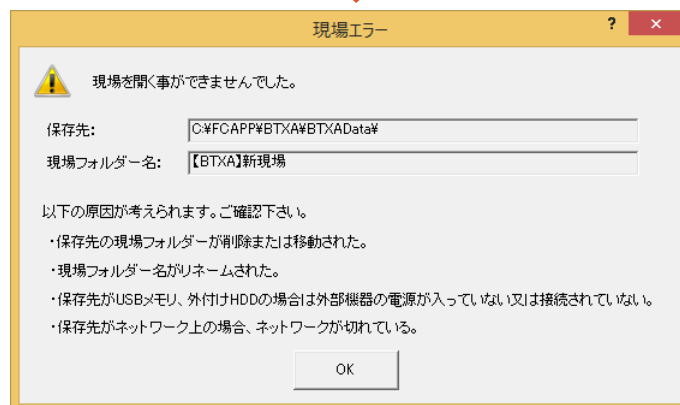 現場エラー
? ×
現場を開く事ができませんでした。
保存先: C:¥FCAPP¥BTXA¥BTXAData¥
現場フォルダー名: 【BTXA】新現場
以下の原因が考えられます。ご確認下さい。
・保存先の現場フォルダーが削除または移動された。
・現場フォルダー名がリネームされた。
・保存先がUSBメモリ、外付けHDDの場合は外部機器の電源が入っていない又は接続されていない。
・保存先がネットワーク上の場合、ネットワークが切れている。
OK